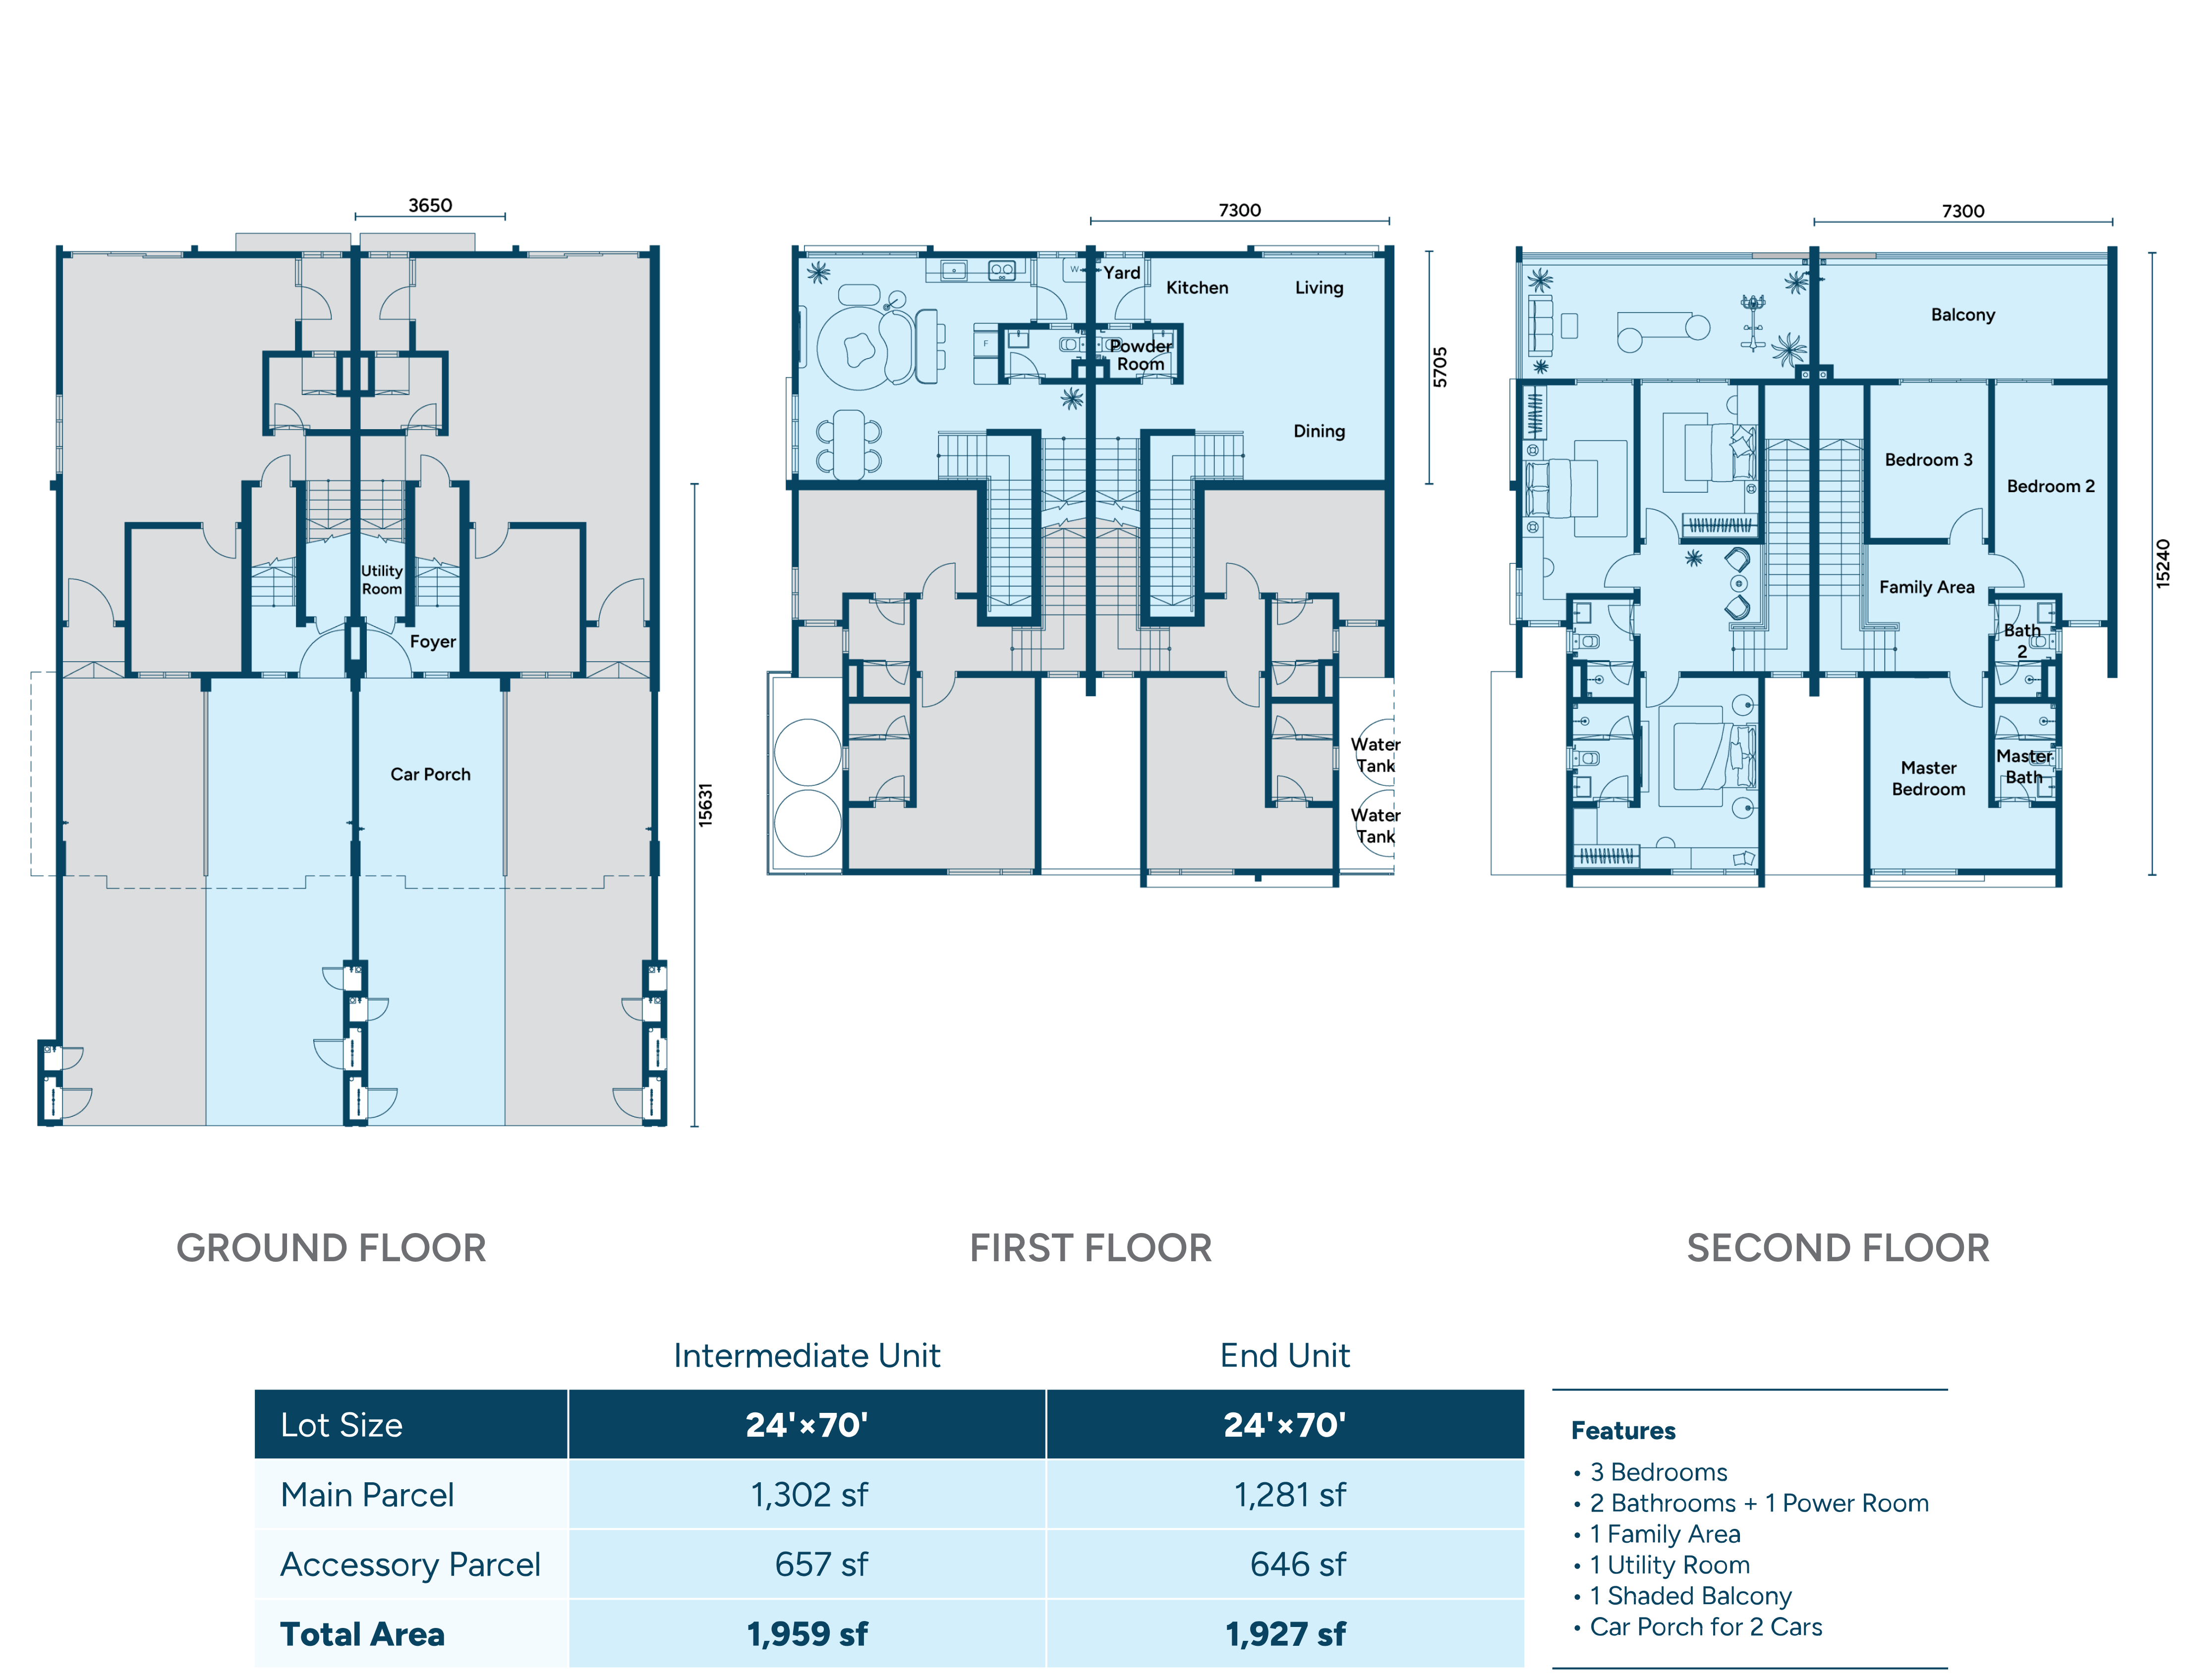 3650
Utility
Room
Foyer
Car Porch
15631
GROUND FLOOR
7300
Yard
Kitchen
Living
W
F
Powder
Room
Dining
5705
Water
Tank
Water
Tank
FIRST FLOOR
7300
Balcony
Bedroom 3
Bedroom 2
Family Area
Bath
2
Master
Bedroom
Master
Bath
15240
SECOND FLOOR
Intermediate Unit
End Unit
Lot Size
24'×70'
24'×70'
Main Parcel
1,302 sf
1,281 sf
Accessory Parcel
657 sf
646 sf
Total Area
1,959 sf
1,927 sf
Features
• 3 Bedrooms
• 2 Bathrooms + 1 Power Room
• 1 Family Area
• 1 Utility Room
• 1 Shaded Balcony
• Car Porch for 2 Cars